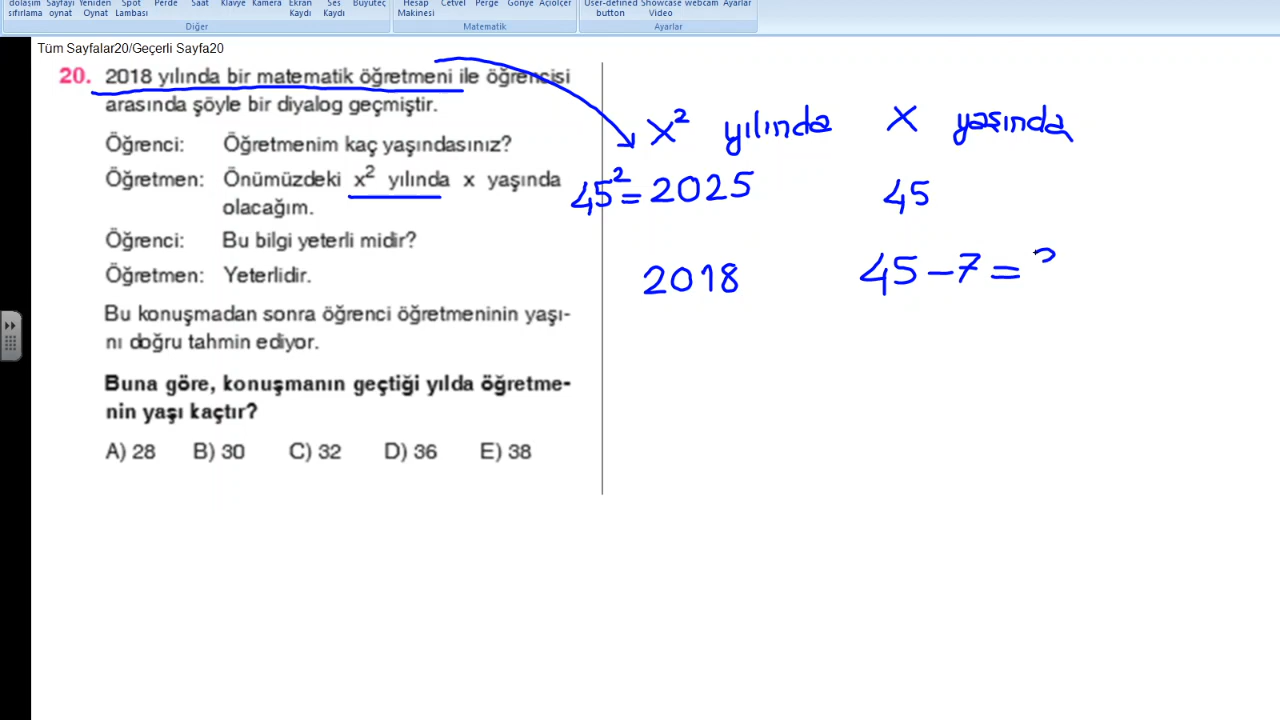 dolaşım Sayfayı Yeniden Spot Perde Saat Klavye Kamera Ekran Ses Büyüteç Hesap Cetvel Perge Gönye Açıölçer User-defined Showcase webcam Ayarlar
sıfırlama oynat Oynat Lambası Kaydı Kaydı Makinesi button Video
Diğer Matematik Ayarlar
Tüm Sayfalar20/Geçerli Sayfa20
20. 2018 yılında bir matematik öğretmeni ile öğrencisi
arasında şöyle bir diyalog geçmiştir.
Öğrenci: Öğretmenim kaç yaşındasınız?
Öğretmen: Önümüzdeki x² yılında x yaşında
olacağım.
Öğrenci: Bu bilgi yeterli midir?
Öğretmen: Yeterlidir.
Bu konuşmadan sonra öğrenci öğretmeninin yaşı-
nı doğru tahmin ediyor.
Buna göre, konuşmanın geçtiği yılda öğretme-
nin yaşı kaçtır?
A) 28 B) 30 C) 32 D) 36 E) 38
x² yılında x yaşında
45² = 2025 45
2018 45 – 7 =